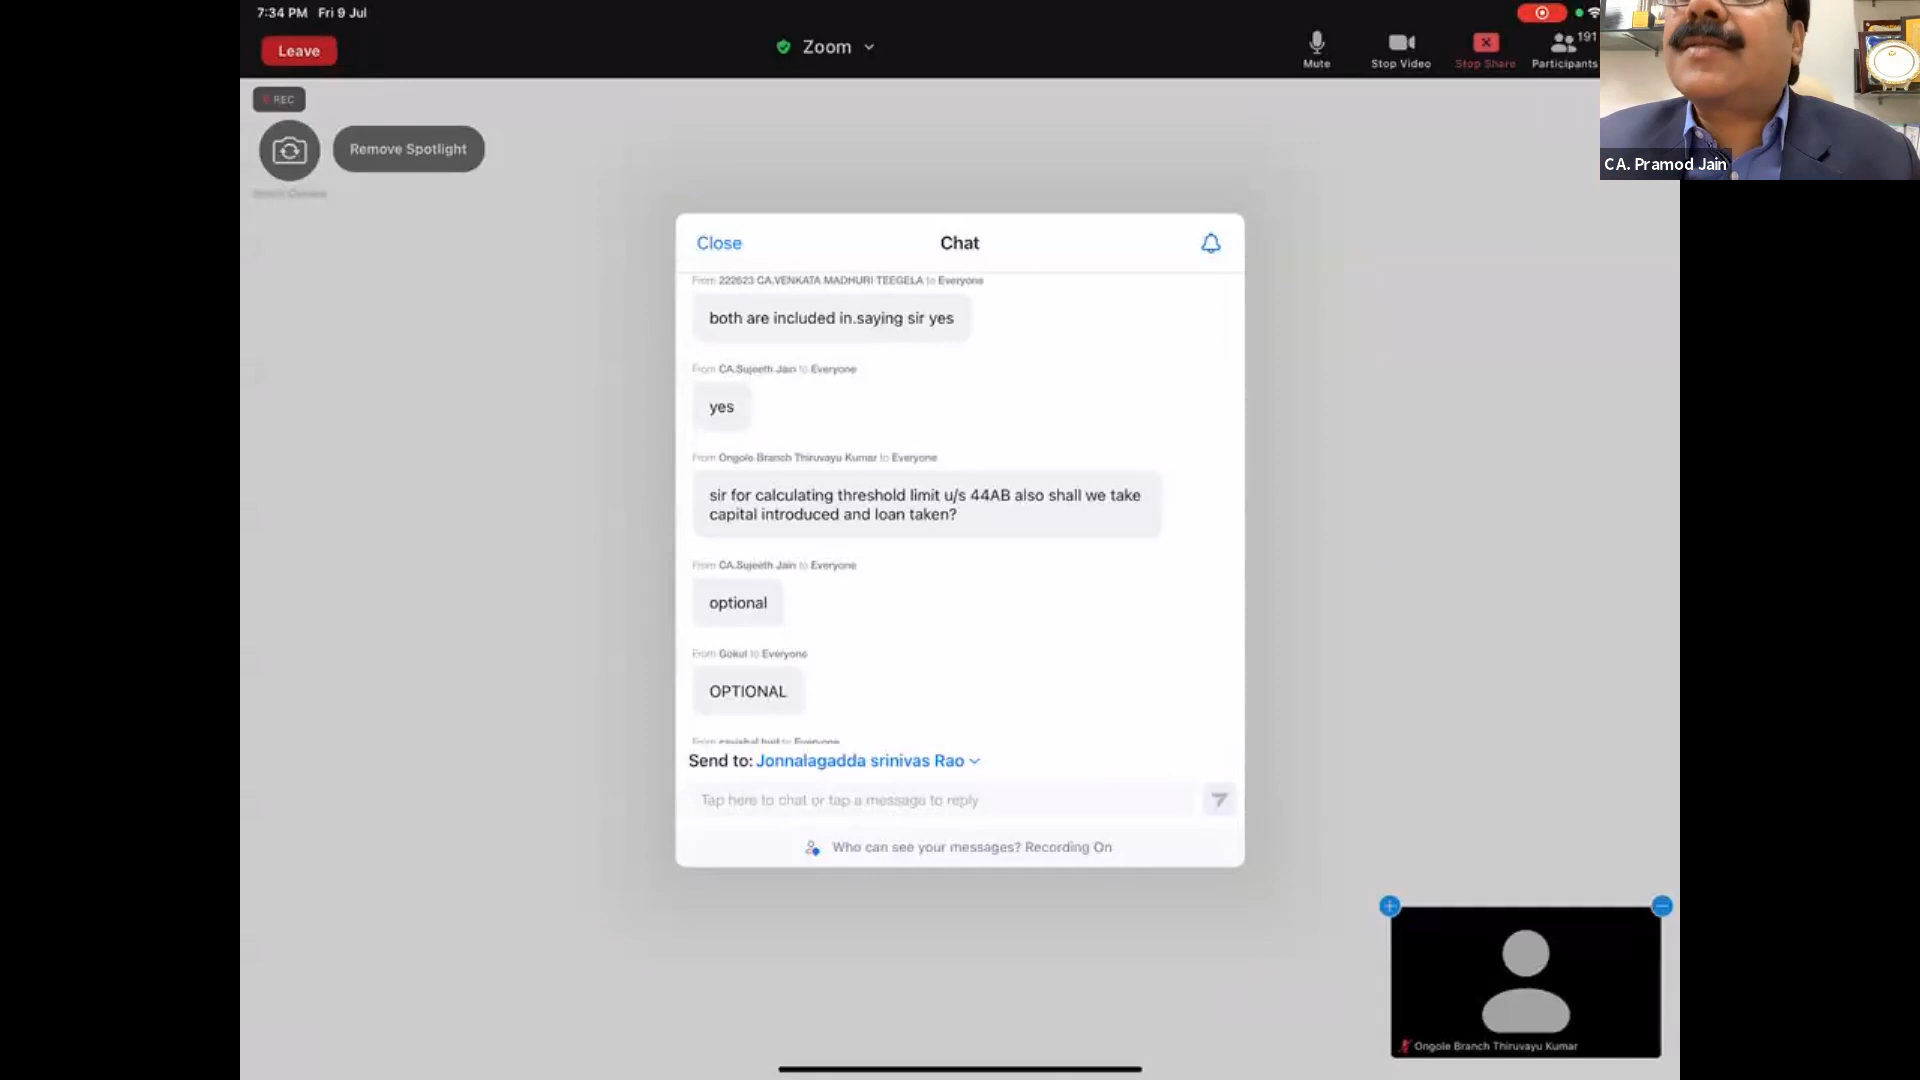 7:34 PM Fri 9 Jul
Leave
Zoom
Mute
Stop Video
Stop Share
191
Participants
CA. Pramod Jain
REC
Remove Spotlight
Close
Chat
From 222623 CA.VENKATA MADHURI TEEGELA to Everyone
both are included in.saying sir yes
From CA.Sujeeth Jain to Everyone
yes
From Ongole Branch Thiruvayu Kumar to Everyone
sir for calculating threshold limit u/s 44AB also shall we take
capital introduced and loan taken?
From CA.Sujeeth Jain to Everyone
optional
From Gokul to Everyone
OPTIONAL
Send to: Jonnalagadda srinivas Rao
Tap here to chat or tap a message to reply
Who can see your messages? Recording On
Ongole Branch Thiruvayu Kumar